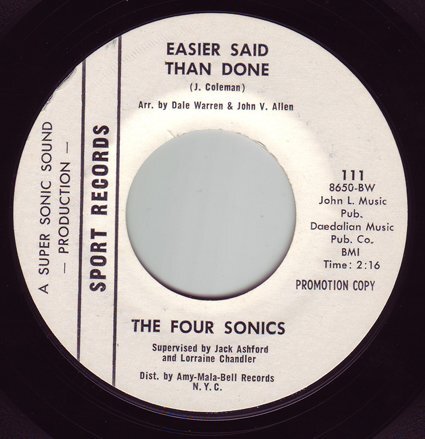 EASIER SAID
THAN DONE
(J. Coleman)
Arr. by Dale Warren & John V. Allen
A SUPER SONIC SOUND
— PRODUCTION —
SPORT RECORDS
111
8650-BW
John L. Music
Pub.
Daedalian Music
Pub. Co.
BMI
Time: 2:16
PROMOTION COPY
THE FOUR SONICS
Supervised by Jack Ashford
and Lorraine Chandler
Dist. by Amy-Mala-Bell Records
N.Y.C.